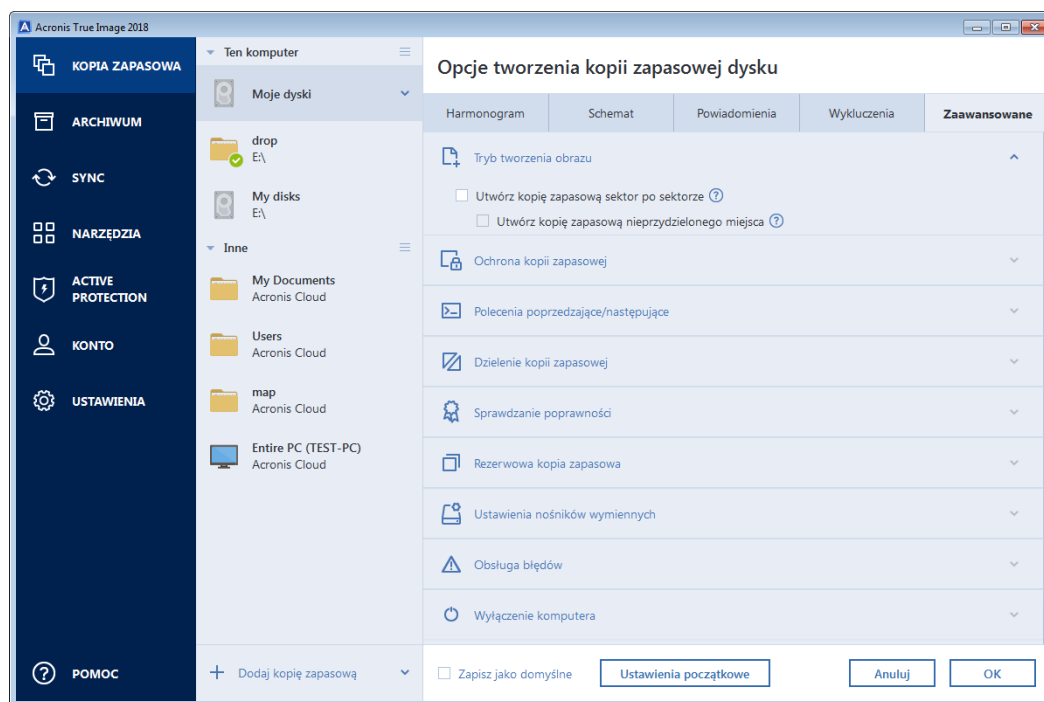 Acronis True Image 2018
KOPIA ZAPASOWA
ARCHIWUM
SYNC
NARZĘDZIA
ACTIVE
PROTECTION
KONTO
USTAWIENIA
POMOC
Ten komputer
Moje dyski
drop
E:\
My disks
E:\
Inne
My Documents
Acronis Cloud
Users
Acronis Cloud
map
Acronis Cloud
Entire PC (TEST-PC)
Acronis Cloud
Dodaj kopię zapasową
Opcje tworzenia kopii zapasowej dysku
Harmonogram
Schemat
Powiadomienia
Wykluczenia
Zaawansowane
Tryb tworzenia obrazu
Utwórz kopię zapasową sektor po sektorze ?
Utwórz kopię zapasową nieprzydzielonego miejsca ?
Ochrona kopii zapasowej
Polecenia poprzedzające/następujące
Dzielenie kopii zapasowej
Sprawdzanie poprawności
Rezerwowa kopia zapasowa
Ustawienia nośników wymiennych
Obsługa błędów
Wyłączenie komputera
Zapisz jako domyślne
Ustawienia początkowe
Anuluj
OK